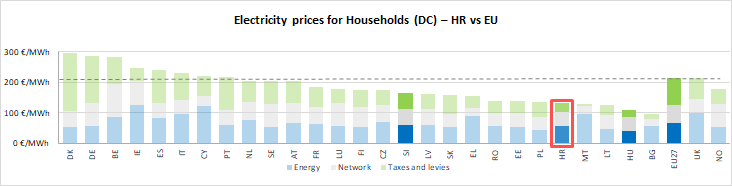 Electricity prices for Households (DC) – HR vs EU
300 €/MWh
200 €/MWh
100 €/MWh
0 €/MWh
DK DE BE IE ES IT CY PT NL SE AT FR LU FI CZ SI LV SK EL RO EE PL HR MT LT HU BG EU27 UK NO
Energy Network Taxes and levies